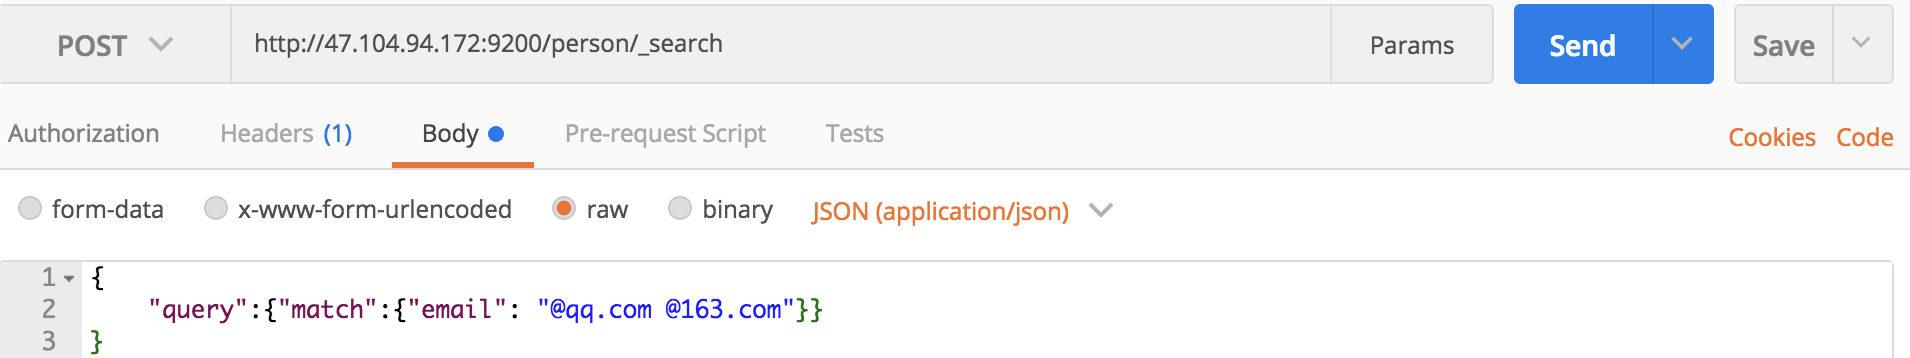 POST http://47.104.94.172:9200/person/_search Params Send Save
Authorization Headers (1) Body Pre-request Script Tests Cookies Code
form-data x-www-form-urlencoded raw binary JSON (application/json)
1 {
2 "query":{"match":{"email": "@qq.com @163.com"}}
3 }